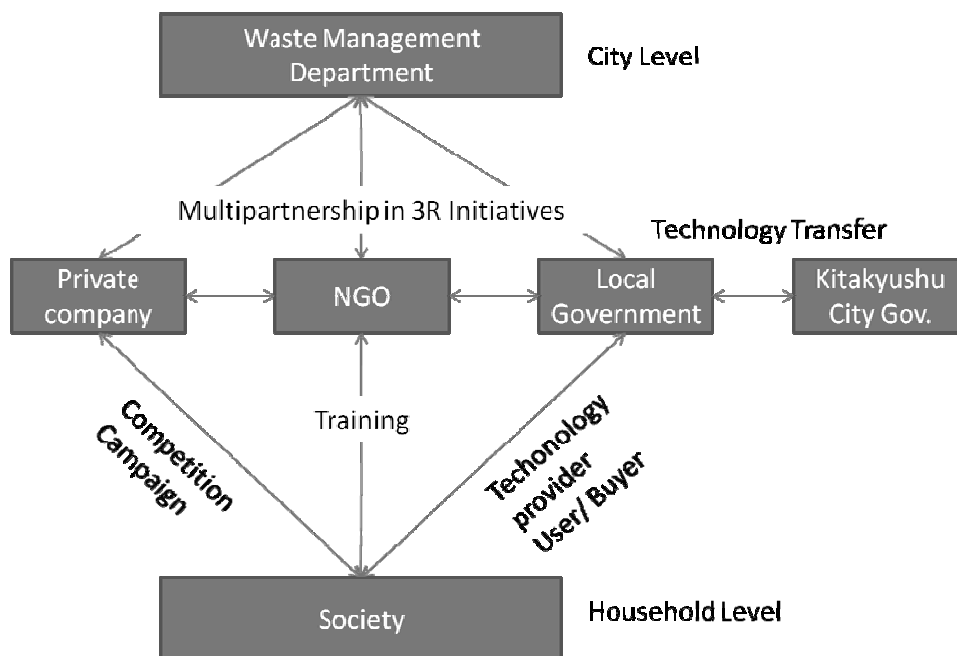 Waste Management
Department
City Level
Multipartnership in 3R Initiatives
Technology Transfer
Private
company
NGO
Local
Government
Kitakyushu
City Gov.
Competition
Campaign
Training
Techonology
provider
User/ Buyer
Society
Household Level